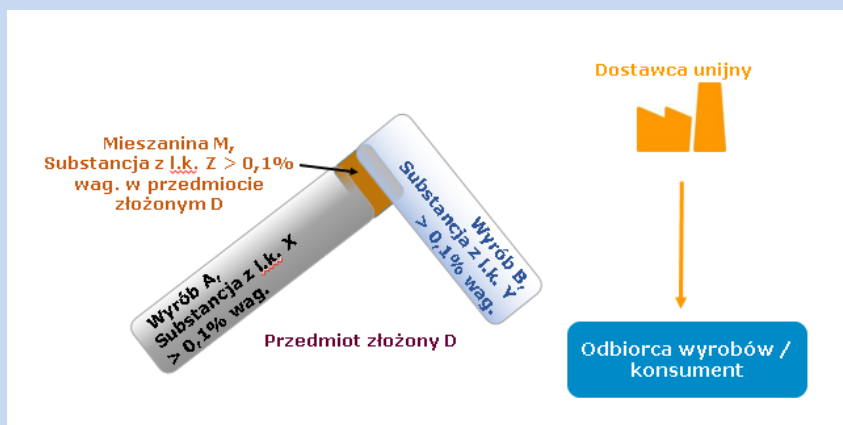 Dostawca unijny
Mieszanina M,
Substancja z l.k. Z > 0,1%
wag. w przedmiocie
złożonym D
Wyrób A,
Substancja z l.k. X
> 0,1% wag.
Wyrób B,
Substancja z l.k. Y
> 0,1% wag.
Przedmiot złożony D
Odbiorca wyrobów /
konsument